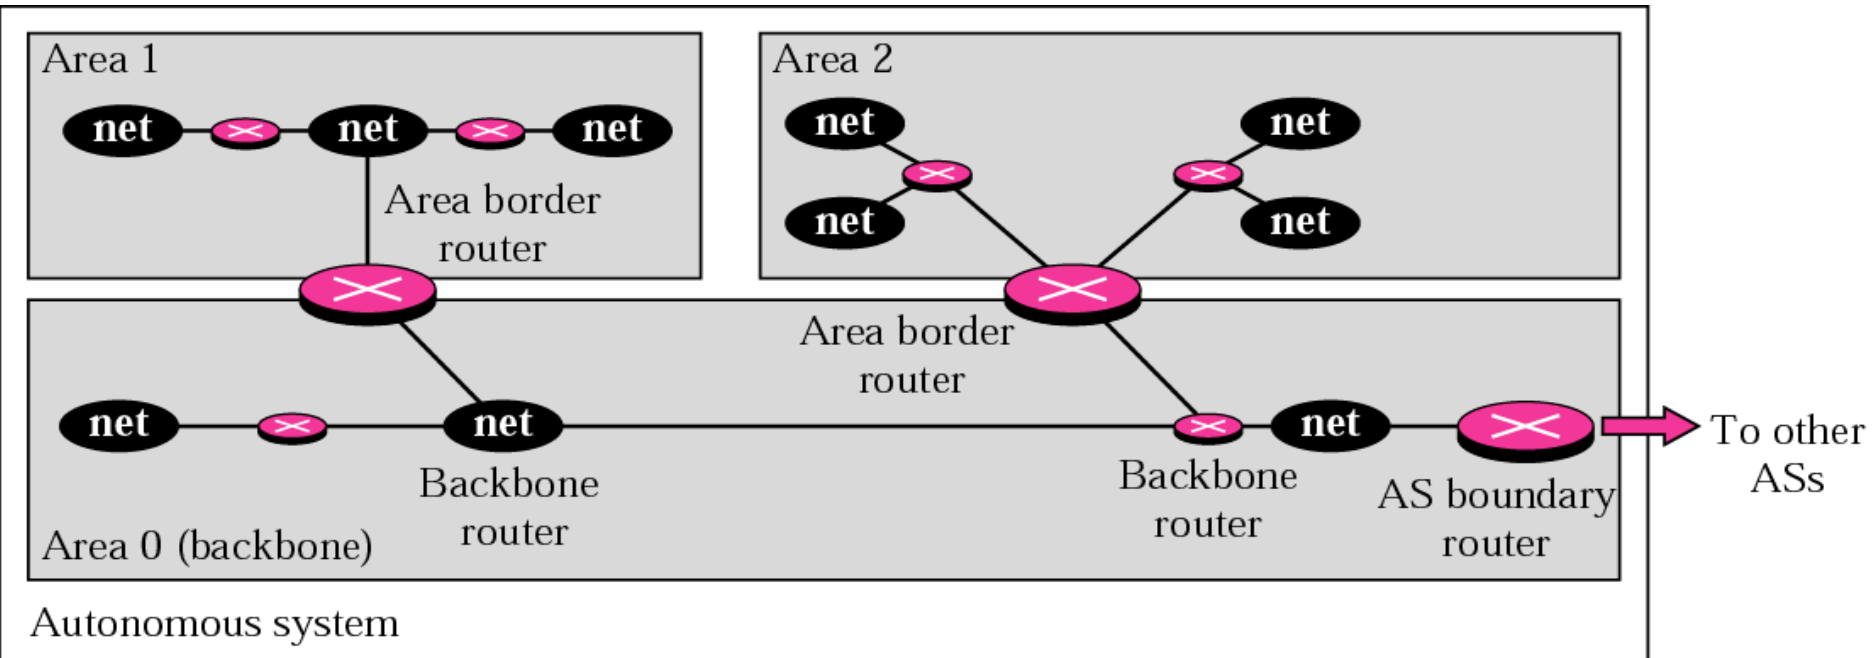 Area 1
net
net
net
Area border
router
Area 2
net
net
net
net
Area border
router
net
net
net
Backbone
router
Backbone
router
AS boundary
router
To other
ASs
Area 0 (backbone)
Autonomous system